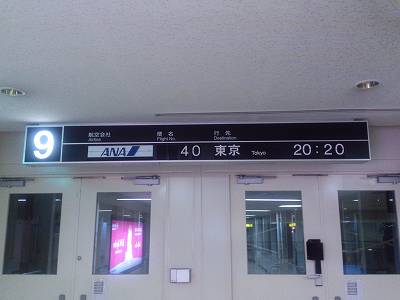 9
航空会社 便名 行先
Airline Flight No. Destination
ANA 40 東京 Tokyo 20:20